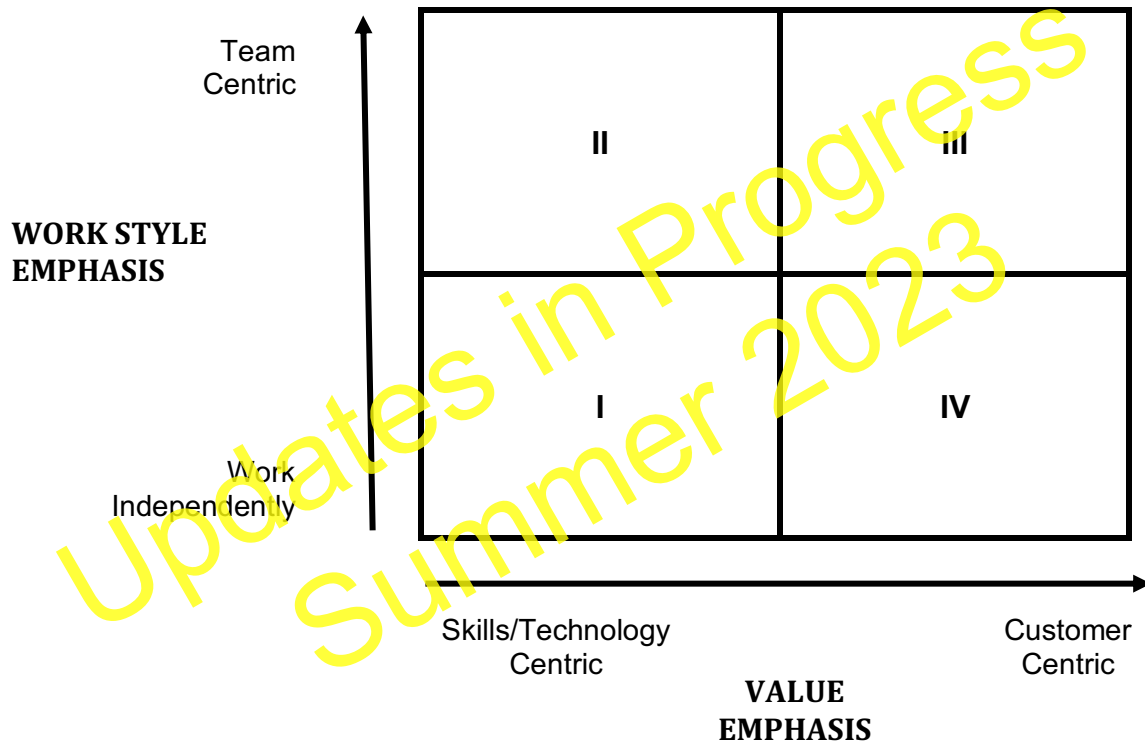 Team
Centric
II
III
WORK STYLE
EMPHASIS
I
IV
Work
Independently
Skills/Technology
Centric
Customer
Centric
VALUE
EMPHASIS
Updates in Progress
Summer 2023